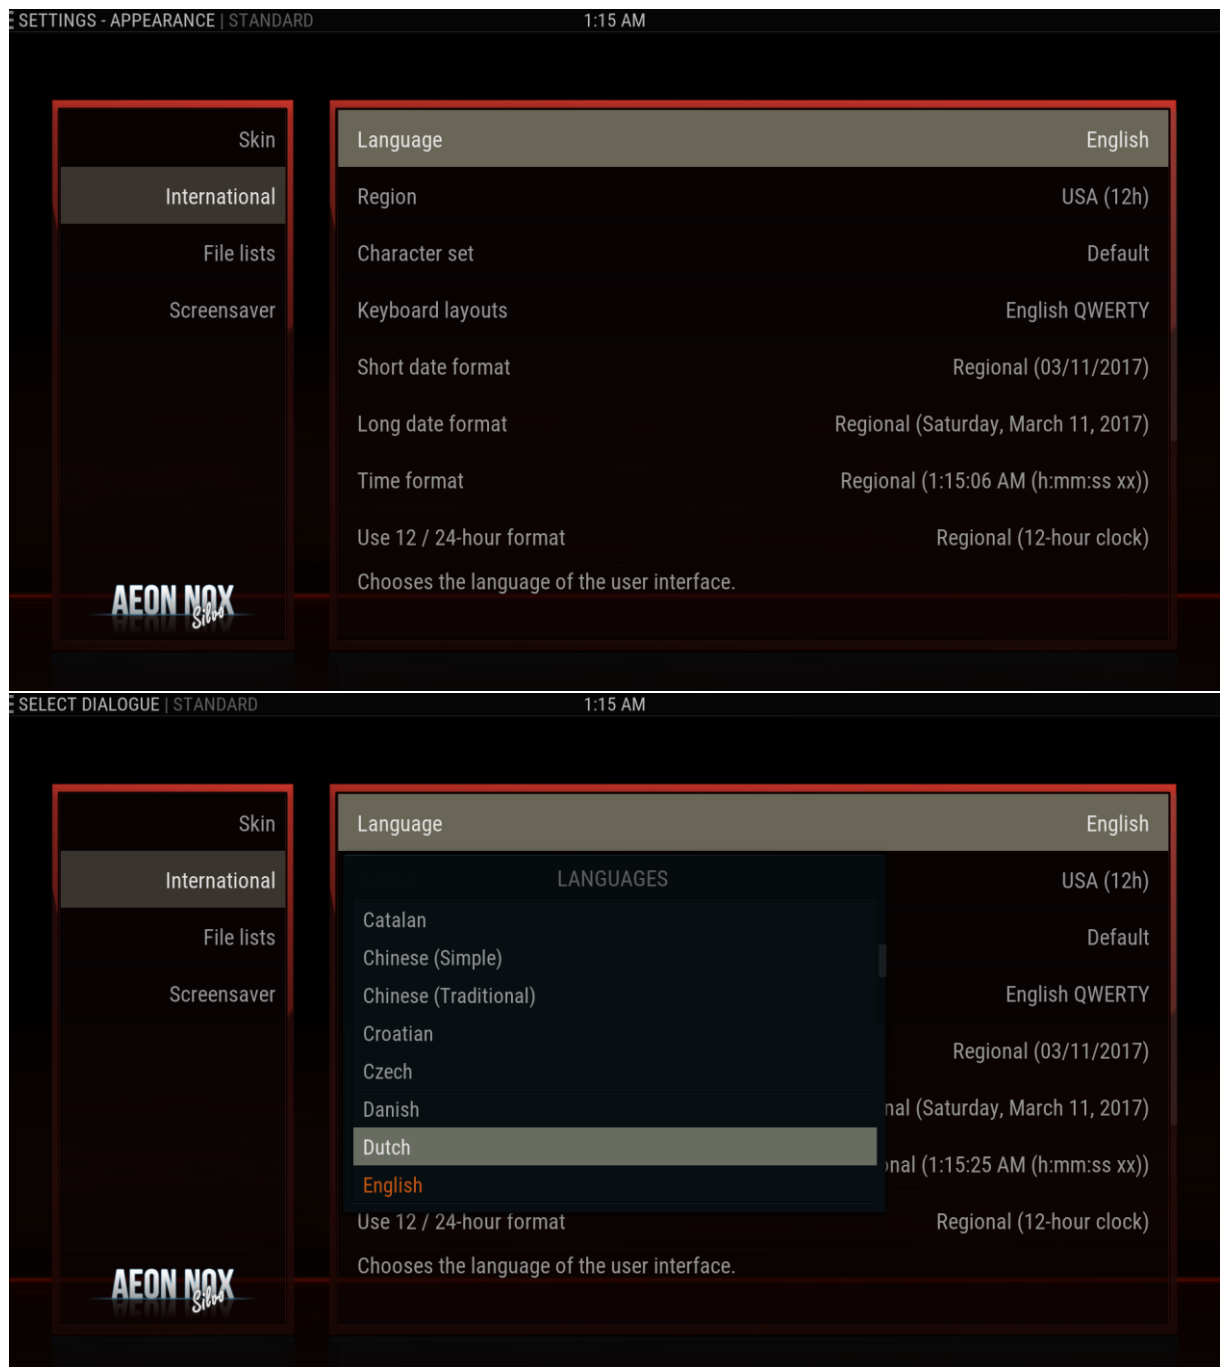 SETTINGS - APPEARANCE | STANDARD 1:15 AM
Skin
International
File lists
Screensaver
AEON NOX
Silvo
Language English
Region USA (12h)
Character set Default
Keyboard layouts English QWERTY
Short date format Regional (03/11/2017)
Long date format Regional (Saturday, March 11, 2017)
Time format Regional (1:15:06 AM (h:mm:ss xx))
Use 12 / 24-hour format Regional (12-hour clock)
Chooses the language of the user interface.
SELECT DIALOGUE | STANDARD 1:15 AM
Skin
International
File lists
Screensaver
AEON NOX
Silvo
Language English
LANGUAGES
Catalan
Chinese (Simple)
Chinese (Traditional)
Croatian
Czech
Danish
Dutch
English
USA (12h)
Default
English QWERTY
Regional (03/11/2017)
nal (Saturday, March 11, 2017)
onal (1:15:25 AM (h:mm:ss xx))
Use 12 / 24-hour format Regional (12-hour clock)
Chooses the language of the user interface.